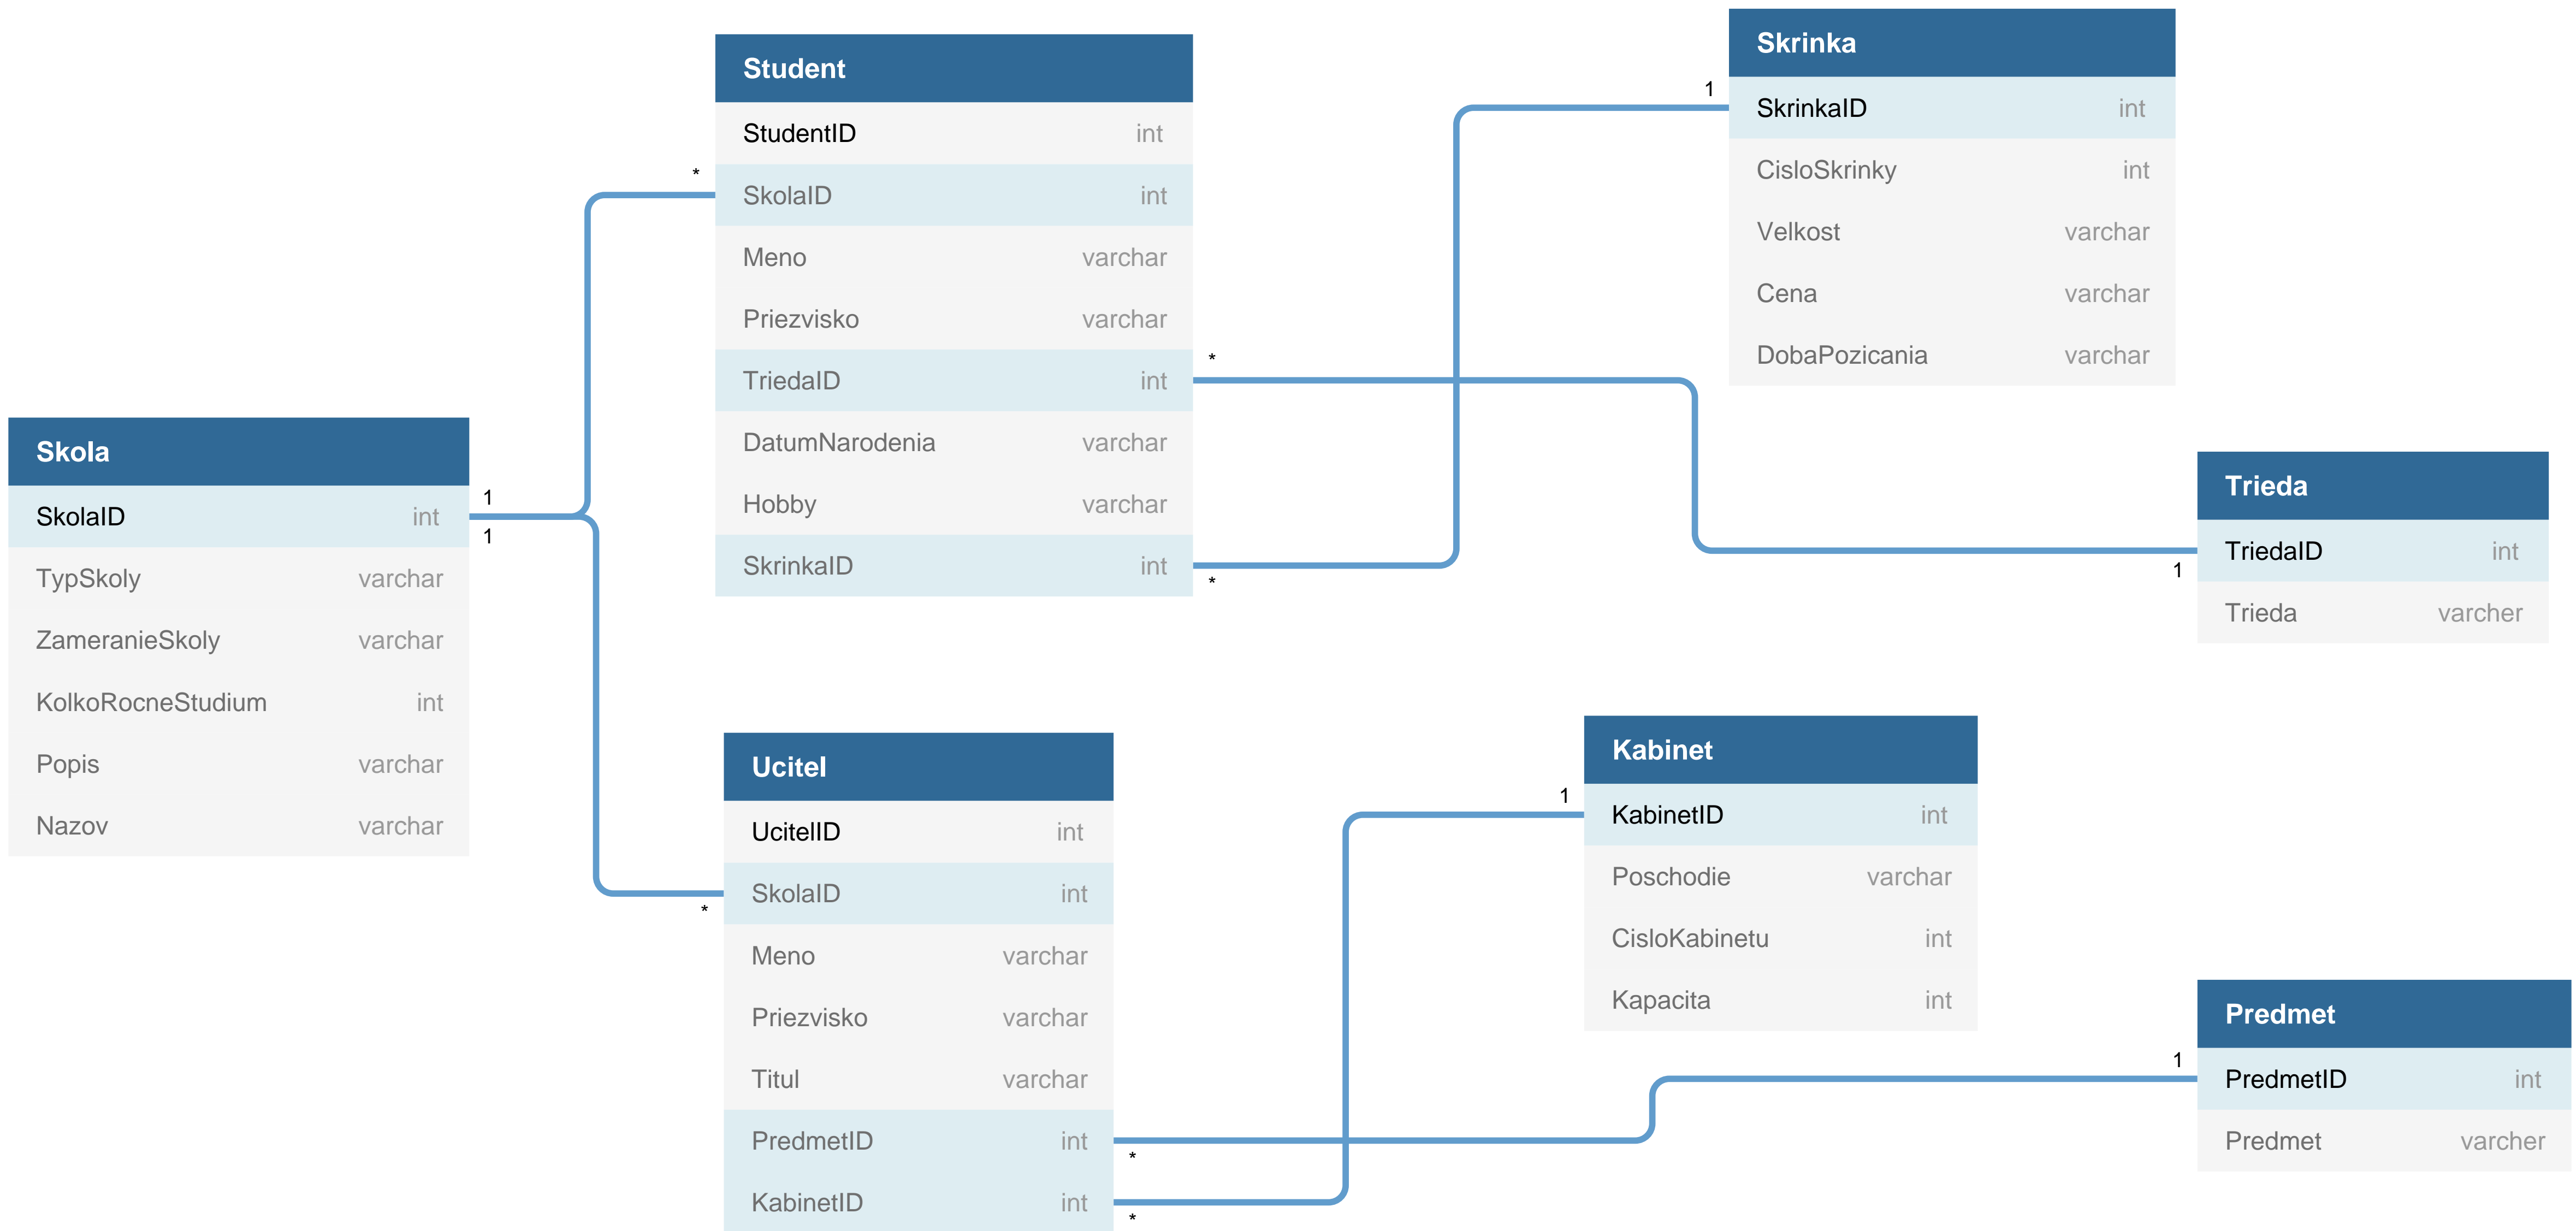 Skola
SkolaID int
TypSkoly varchar
ZameranieSkoly varchar
KolkoRocneStudium int
Popis varchar
Nazov varchar
1
1
*
*
Student
StudentID int
SkolaID int
Meno varchar
Priezvisko varchar
TriedaID int
DatumNarodenia varchar
Hobby varchar
SkrinkaID int
*
*
Ucitel
UcitelID int
SkolaID int
Meno varchar
Priezvisko varchar
Titul varchar
PredmetID int
KabinetID int
*
*
1
Skrinka
SkrinkaID int
CisloSkrinky int
Velkost varchar
Cena varchar
DobaPozicania varchar
1
Trieda
TriedaID int
Trieda varcher
1
Kabinet
KabinetID int
Poschodie varchar
CisloKabinetu int
Kapacita int
1
Predmet
PredmetID int
Predmet varcher